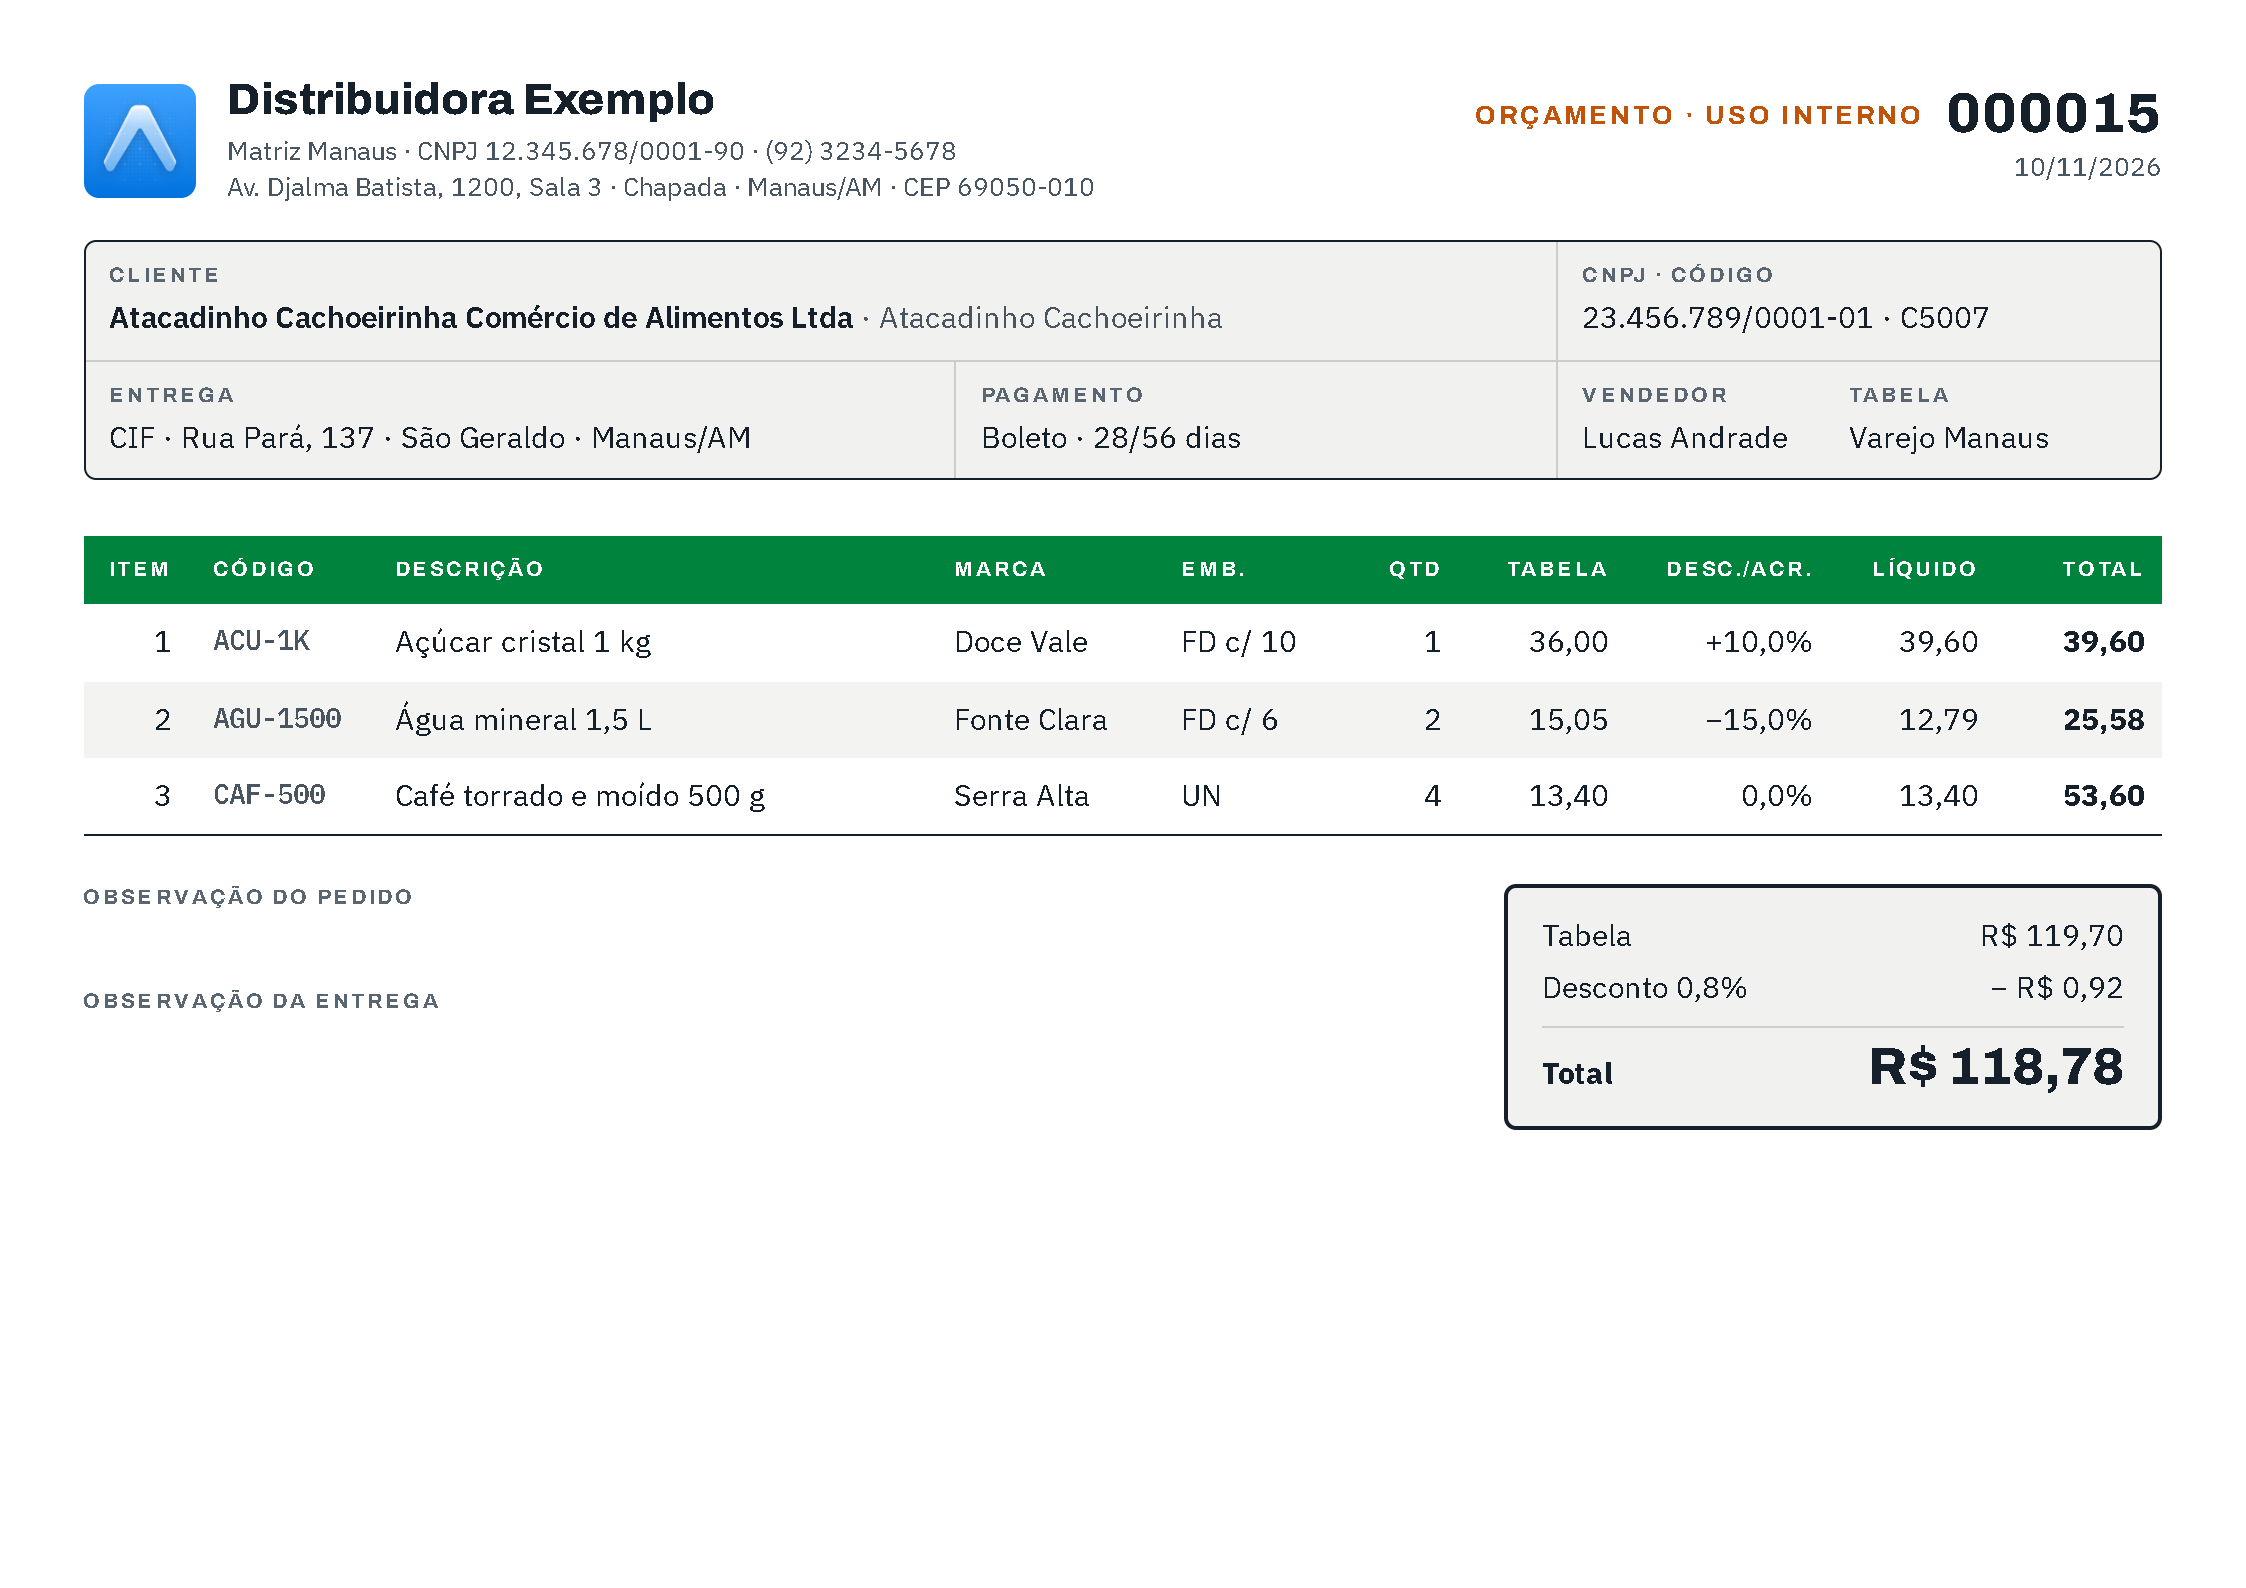 Distribuidora Exemplo
Matriz Manaus · CNPJ 12.345.678/0001-90 · (92) 3234-5678
Av. Djalma Batista, 1200, Sala 3 · Chapada · Manaus/AM · CEP 69050-010
ORÇAMENTO · USO INTERNO 000015
10/11/2026
CLIENTE
Atacadinho Cachoeirinha Comércio de Alimentos Ltda · Atacadinho Cachoeirinha
CNPJ · CÓDIGO
23.456.789/0001-01 · C5007
ENTREGA
CIF · Rua Pará, 137 · São Geraldo · Manaus/AM
PAGAMENTO
Boleto · 28/56 dias
VENDEDOR
Lucas Andrade
TABELA
Varejo Manaus
ITEM CÓDIGO DESCRIÇÃO MARCA EMB. QTD TABELA DESC./ACR. LÍQUIDO TOTAL
1 ACU-1K Açúcar cristal 1 kg Doce Vale FD c/ 10 1 36,00 +10,0% 39,60 39,60
2 AGU-1500 Água mineral 1,5 L Fonte Clara FD c/ 6 2 15,05 −15,0% 12,79 25,58
3 CAF-500 Café torrado e moído 500 g Serra Alta UN 4 13,40 0,0% 13,40 53,60
OBSERVAÇÃO DO PEDIDO
OBSERVAÇÃO DA ENTREGA
Tabela R$ 119,70
Desconto 0,8% − R$ 0,92
Total R$ 118,78